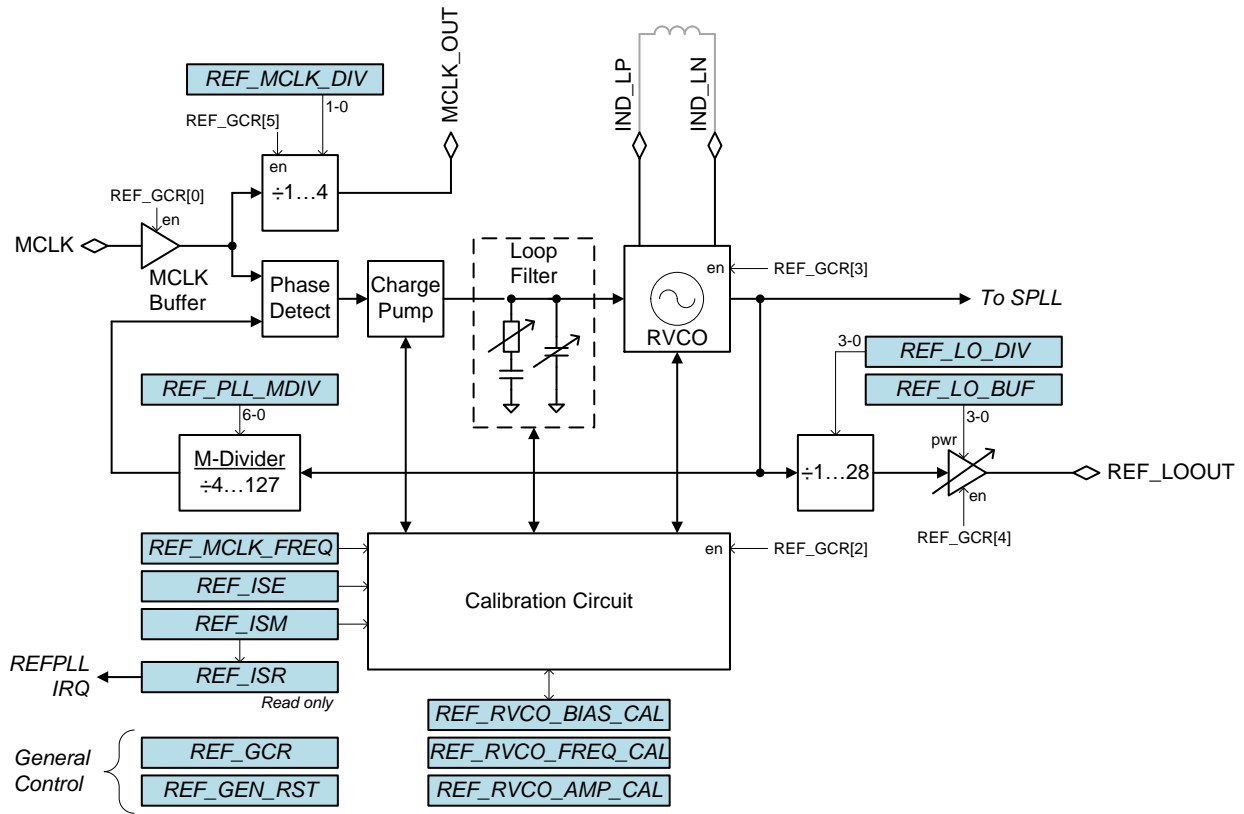 MCLK_OUT
IND_LP
IND_LN
REF_MCLK_DIV
1-0
REF_GCR[5]
en
÷1…4
REF_GCR[0]
en
MCLK
MCLK
Buffer
Phase
Detect
Charge
Pump
Loop
Filter
en
RVCO
REF_GCR[3]
To SPLL
3-0
REF_LO_DIV
REF_LO_BUF
3-0
pwr
REF_PLL_MDIV
6-0
M-Divider
÷4…127
÷1…28
en
REF_LOOUT
REF_GCR[4]
REF_MCLK_FREQ
REF_ISE
REF_ISM
REF_ISR
Read only
REFPLL
IRQ
en
REF_GCR[2]
Calibration Circuit
REF_RVCO_BIAS_CAL
REF_RVCO_FREQ_CAL
REF_RVCO_AMP_CAL
General
Control
REF_GCR
REF_GEN_RST